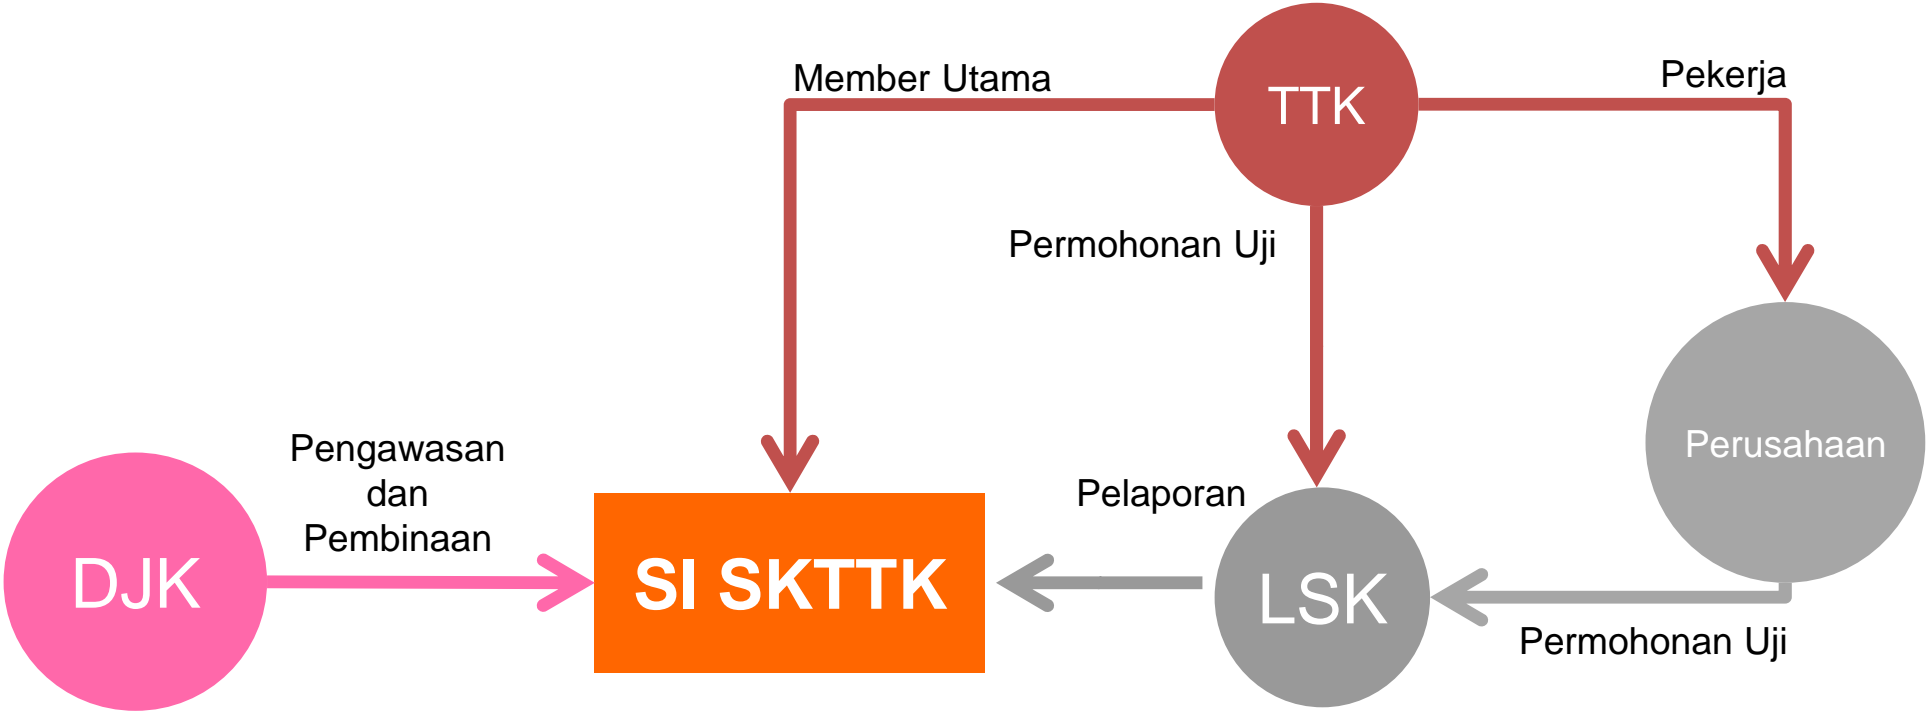 Member Utama
TTK
Pekerja
Permohonan Uji
Perusahaan
Pengawasan
dan
Pembinaan
Pelaporan
DJK
SI SKTTK
LSK
Permohonan Uji